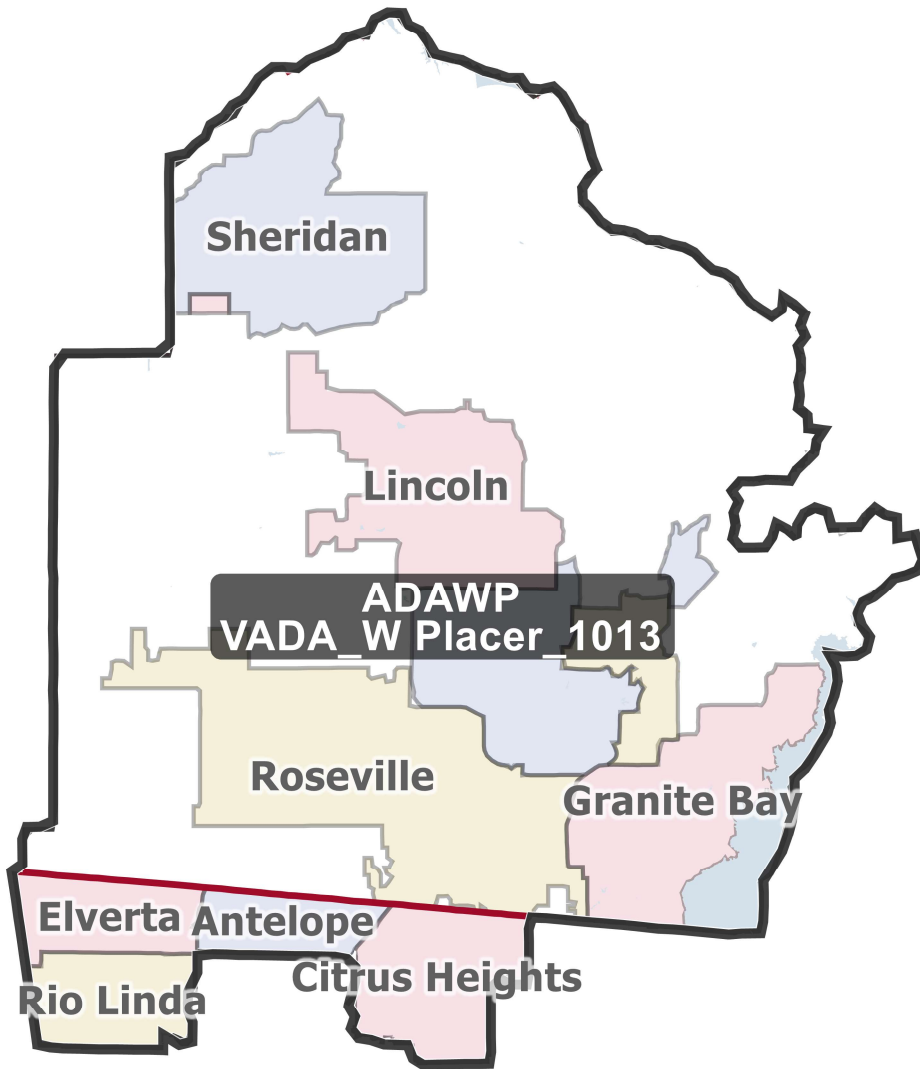 Sheridan
Lincoln
ADAWP
VADA_W Placer_1013
Roseville
Granite Bay
Elverta
Antelope
Citrus Heights
Rio Linda